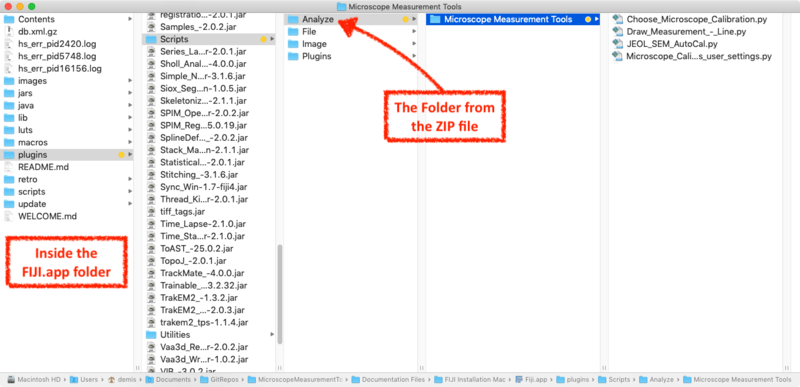 Microscope Measurement Tools
Contents
db.xml.gz
hs_err_pid2420.log
hs_err_pid5748.log
hs_err_pid16156.log
images
jars
java
lib
luts
macros
plugins
README.md
retro
scripts
update
WELCOME.md
Inside the
FIJI.app folder
registratio...-2.0.jar
Samples_-2.0.2.jar
Scripts
Series_La...r-2.0.1.jar
Sholl_Anal...-4.0.0.jar
Simple_N...r-3.1.6.jar
Siox_Segr...n-1.0.5.jar
Skeletoniz...-2.1.1.jar
SPIM_Ope...r-2.0.2.jar
SPIM_Reg...5.0.19.jar
SplineDef..._-2.0.2.jar
Stack_Ma...n-2.1.1.jar
Statistical...-2.0.1.jar
Stitching_-3.1.6.jar
Sync_Win-1.7-fiji4.jar
Thread_Ki...r-2.0.1.jar
tiff_tags.jar
Time_Lapse-2.1.0.jar
Time_Sta...r-2.1.0.jar
ToAST_-25.0.2.jar
TopoJ_-2.0.1.jar
TrackMate_-4.0.0.jar
Trainable_...3.2.32.jar
TrakEM2_-1.3.2.jar
TrakEM2_...-2.0.3.jar
trakem2_tps-1.1.4.jar
Utilities
Vaa3d_Re...r-2.0.2.jar
Vaa3d_Wr...r-1.0.2.jar
VIB_-3.0.2.jar
Analyze
File
Image
Plugins
The Folder from
the ZIP file
Microscope Measurement Tools
Choose_Microscope_Calibration.py
Draw_Measurement_-_Line.py
JEOL_SEM_AutoCal.py
Microscope_Cali...s_user_settings.py
Macintosh HD › Users › demis › Documents › GitRepos › MicroscopeMeasurementTo › Documentation Files › FIJI Installation Mac › Fiji.app › plugins › Scripts › Analyze › Microscope Measurement Tools